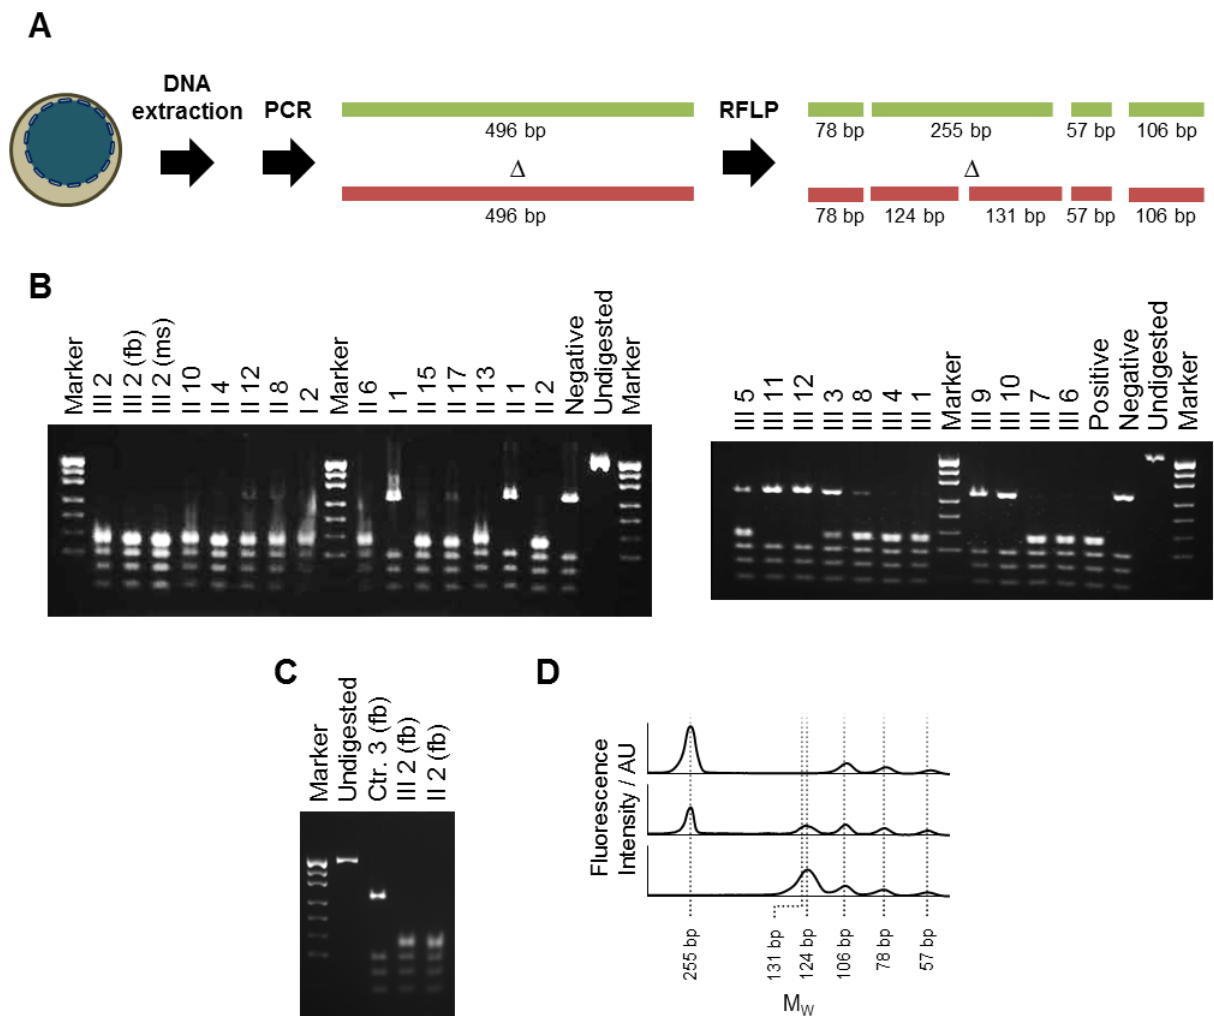 A
DNA
extraction
PCR
496 bp
Δ
496 bp
RFLP
78 bp
255 bp
57 bp
106 bp
Δ
78 bp
124 bp
131 bp
57 bp
106 bp
B
Marker
III 2
III 2 (fb)
III 2 (ms)
II 10
II 4
II 12
II 8
I 2
Marker
II 6
I 1
II 15
II 17
II 13
II 1
II 2
Negative
Undigested
Marker
III 5
III 11
III 12
III 3
III 8
III 4
III 1
Marker
III 9
III 10
III 7
III 6
Positive
Negative
Undigested
Marker
C
Marker
Undigested
Ctr. 3 (fb)
III 2 (fb)
II 2 (fb)
D
Fluorescence
Intensity / AU
255 bp
131 bp
124 bp
106 bp
78 bp
57 bp
MW